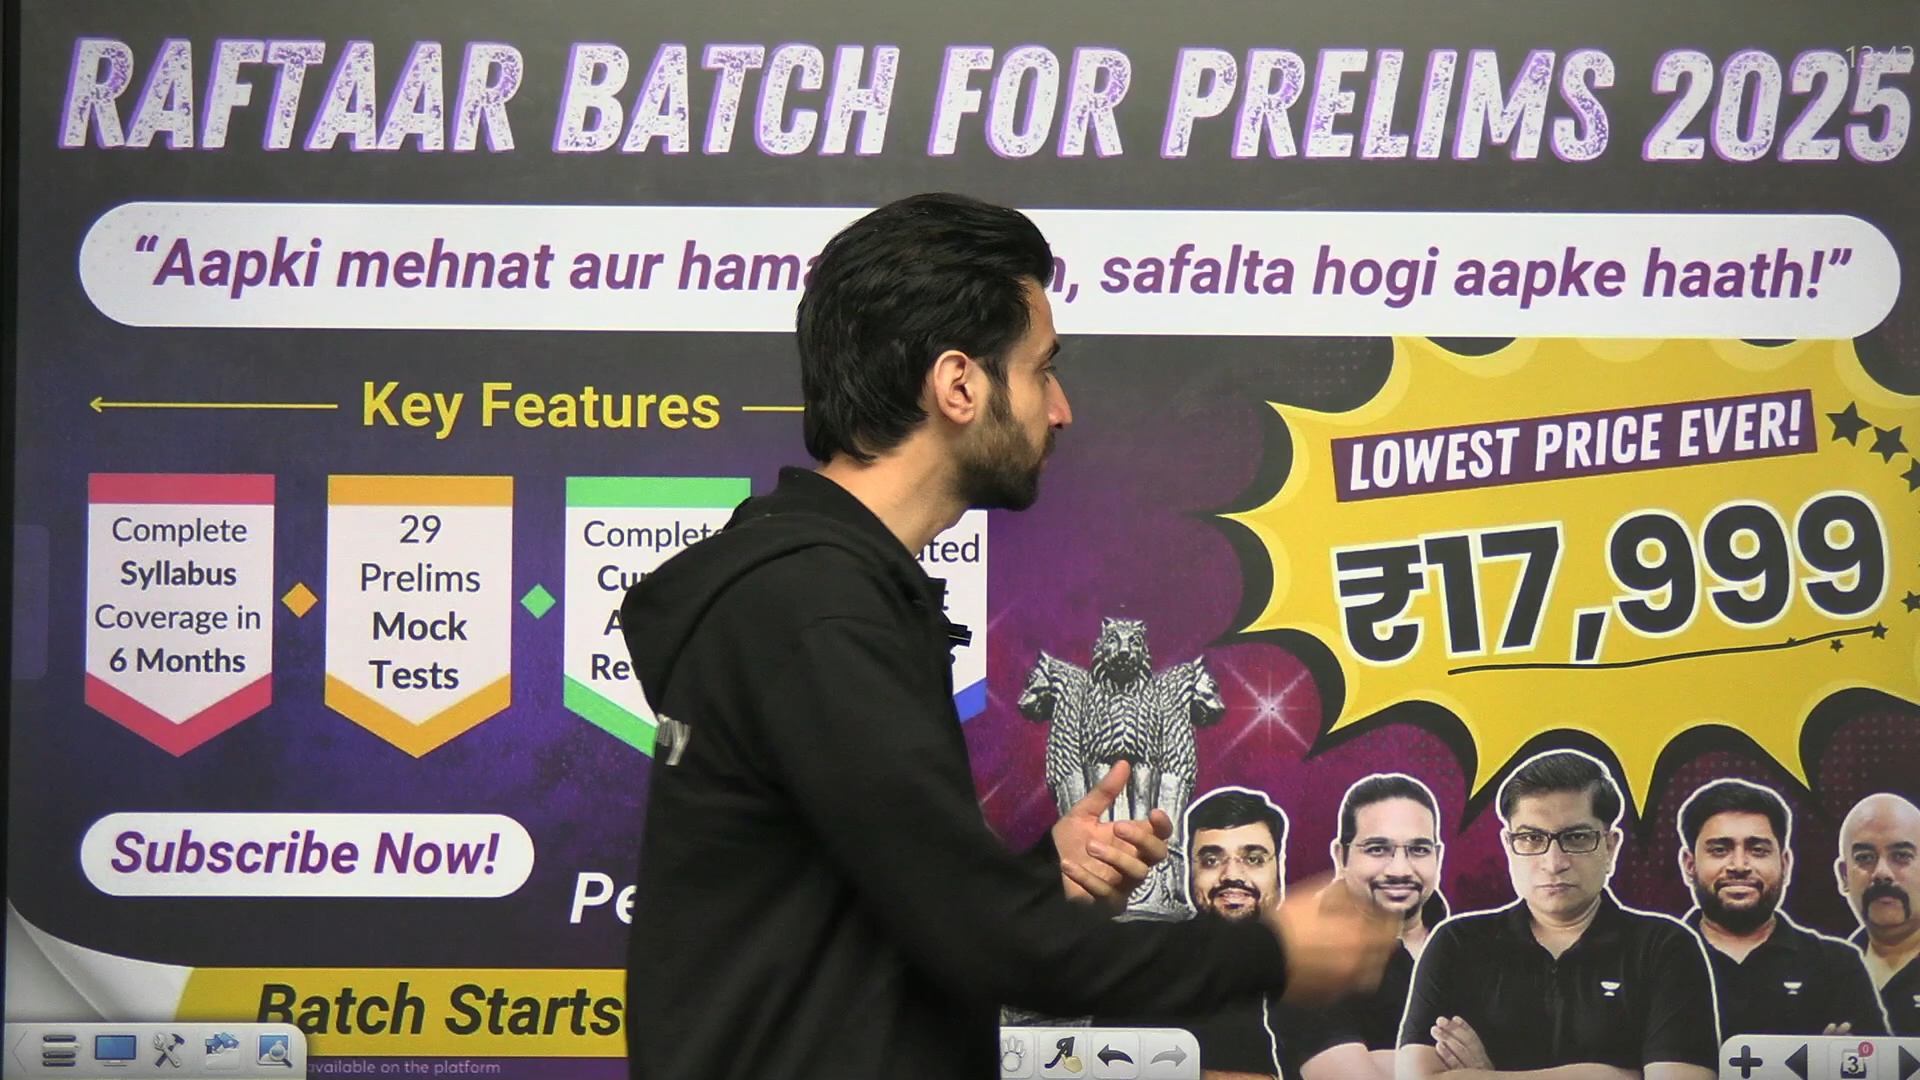 RAFTAAR BATCH FOR PRELIMS 2025
“Aapki mehnat aur safalta hogi aapke haath!”
Key Features
LOWEST PRICE EVER!
₹17,999
Complete
Syllabus
Coverage in
6 Months
29
Prelims
Mock
Tests
Complete
Subscribe Now!
Batch Starts
available on the platform
3
0